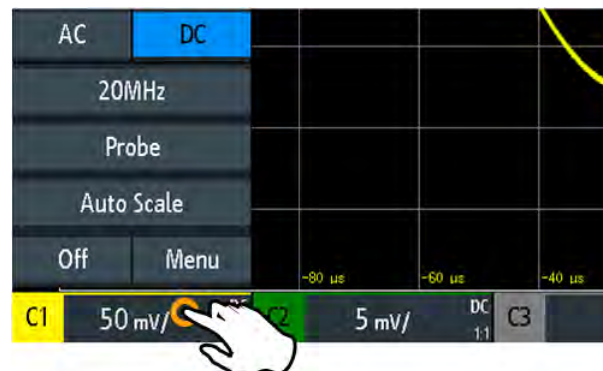 AC DC
20MHz
Probe
Auto Scale
Off Menu
-80 µs -60 µs -40 µs
C1 50 mV/ C2 5 mV/ DC C3
1:1